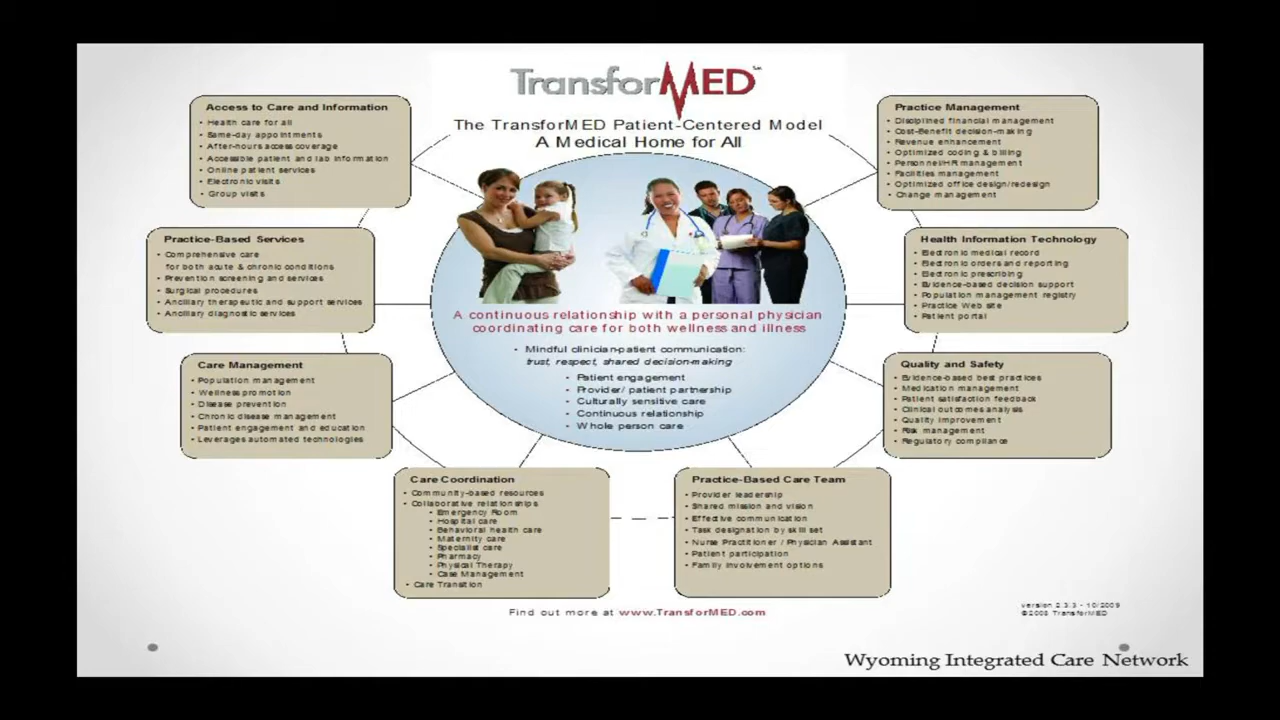 TransforMED℠
The TransforMED Patient-Centered Model
A Medical Home for All
Access to Care and Information
• Health care for all
• Same-day appointments
• After-hours access coverage
• Accessible patient and lab information
• Online patient services
• Electronic visits
• Group visits
Practice Management
• Disciplined financial management
• Cost-Benefit decision-making
• Revenue enhancement
• Optimized coding & billing
• Personnel/HR management
• Facilities management
• Optimized office design/redesign
• Change management
Practice-Based Services
• Comprehensive care
for both acute & chronic conditions
• Prevention screening and services
• Surgical procedures
• Ancillary therapeutic and support services
• Ancillary diagnostic services
Health Information Technology
• Electronic medical record
• Electronic orders and reporting
• Electronic prescribing
• Evidence-based decision support
• Population management registry
• Practice Web site
• Patient portal
A continuous relationship with a personal physician
coordinating care for both wellness and illness
• Mindful clinician-patient communication:
trust, respect, shared decision-making
• Patient engagement
• Provider/ patient partnership
• Culturally sensitive care
• Continuous relationship
• Whole person care
Care Management
• Population management
• Wellness promotion
• Disease prevention
• Chronic disease management
• Patient engagement and education
• Leverages automated technologies
Quality and Safety
• Evidence-based best practices
• Medication management
• Patient satisfaction feedback
• Clinical outcomes analysis
• Quality improvement
• Risk management
• Regulatory compliance
Care Coordination
• Community-based resources
• Collaborative relationships
• Emergency Room
• Hospital care
• Behavioral health care
• Maternity care
• Specialist care
• Pharmacy
• Physical Therapy
• Case Management
• Care Transition
Practice-Based Care Team
• Provider leadership
• Shared mission and vision
• Effective communication
• Task designation by skill set
• Nurse Practitioner / Physician Assistant
• Patient participation
• Family involvement options
Find out more at www.TransforMED.com
version 2.3.3 - 10/2009
©2008 TransforMED
Wyoming Integrated Care Network